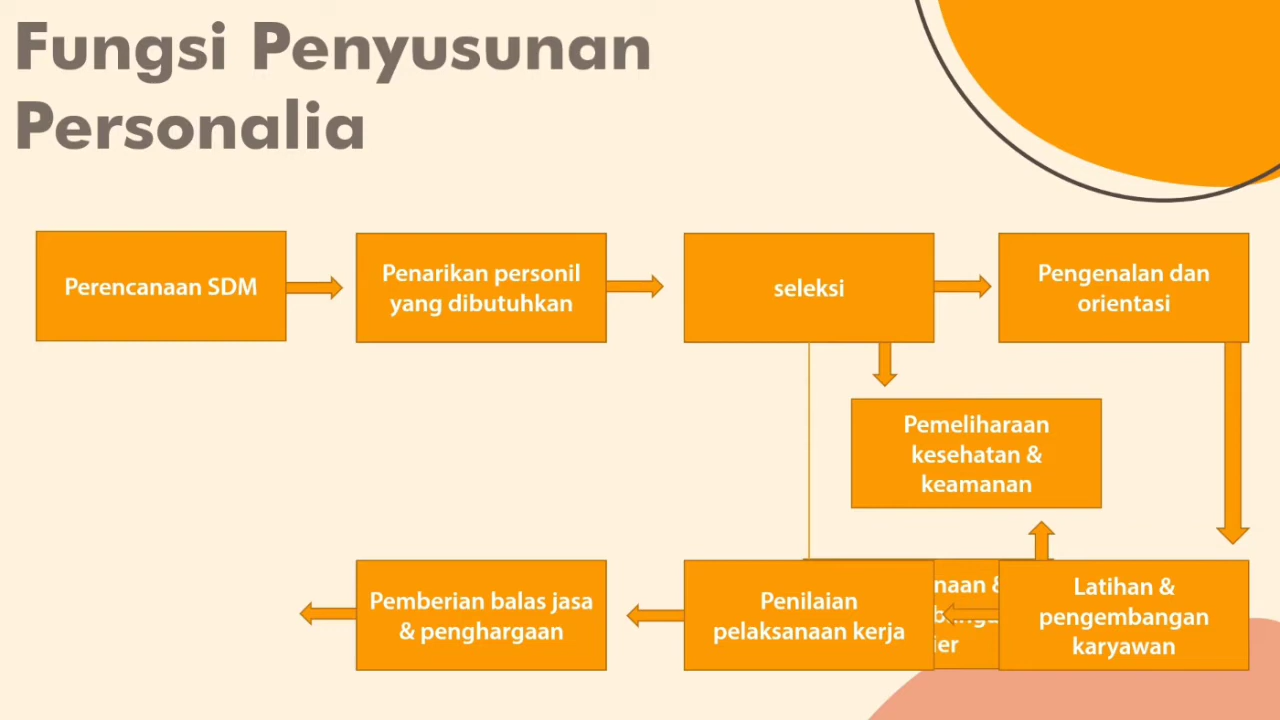 Fungsi Penyusunan
Personalia
Perencanaan SDM
Penarikan personil
yang dibutuhkan
seleksi
Pengenalan dan
orientasi
Pemeliharaan
kesehatan &
keamanan
Pemberian balas jasa
& penghargaan
Penilaian
pelaksanaan kerja
Latihan &
pengembangan
karyawan